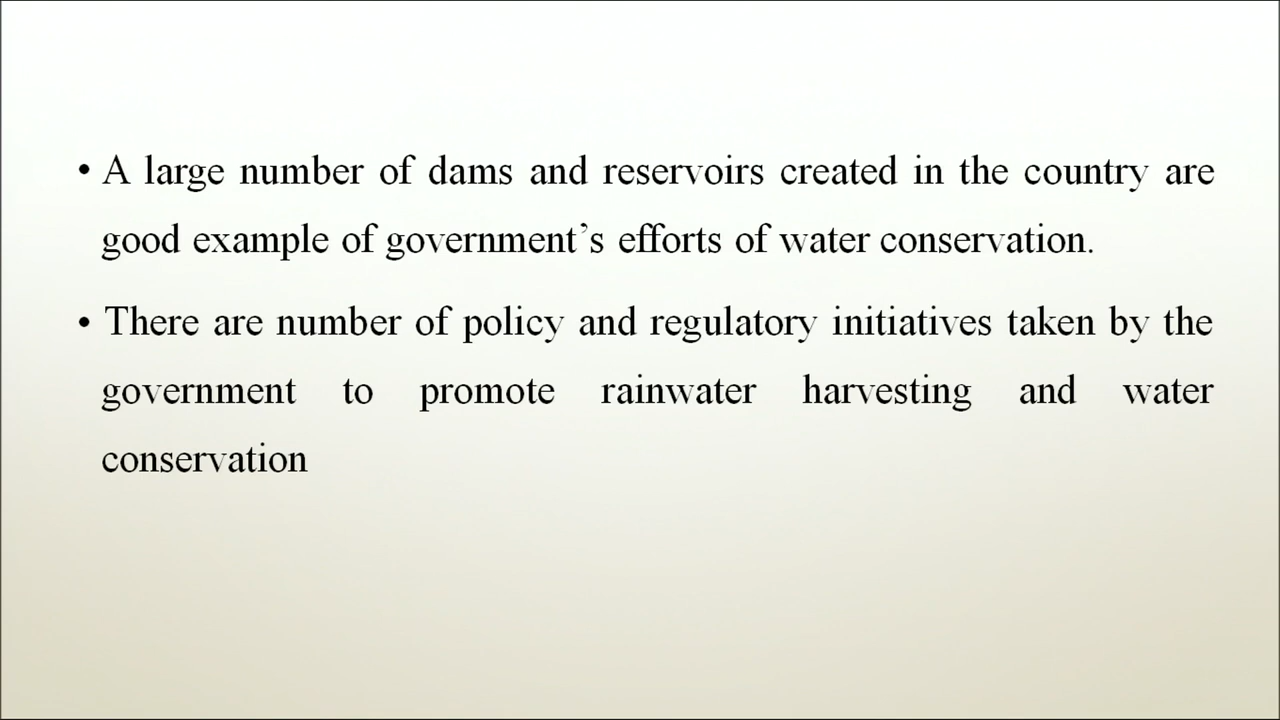 • A large number of dams and reservoirs created in the country are
good example of government’s efforts of water conservation.
• There are number of policy and regulatory initiatives taken by the
government to promote rainwater harvesting and water
conservation